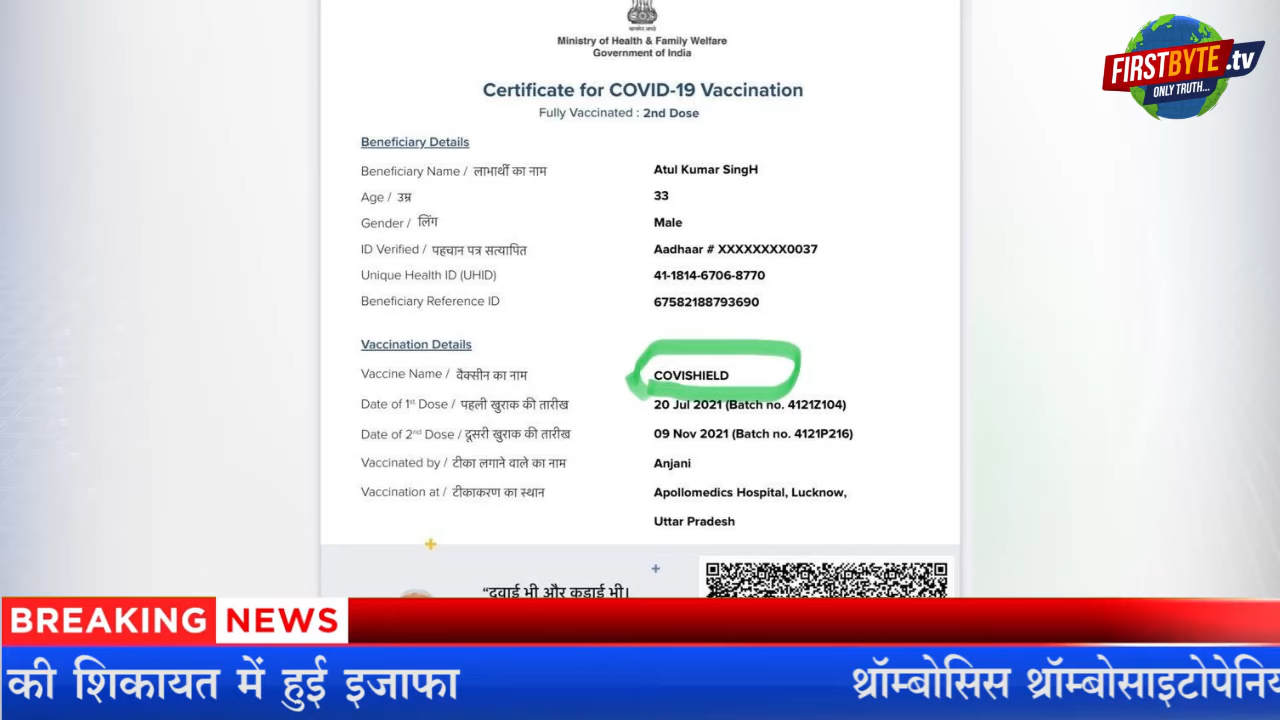 Ministry of Health & Family Welfare
Government of India
FIRSTBYTE.tv
ONLY TRUTH...
Certificate for COVID-19 Vaccination
Fully Vaccinated : 2nd Dose
Beneficiary Details
Beneficiary Name / लाभार्थी का नाम Atul Kumar SingH
Age / उम्र 33
Gender / लिंग Male
ID Verified / पहचान पत्र सत्यापित Aadhaar # XXXXXXXX0037
Unique Health ID (UHID) 41-1814-6706-8770
Beneficiary Reference ID 67582188793690
Vaccination Details
Vaccine Name / वैक्सीन का नाम COVISHIELD
Date of 1st Dose / पहली खुराक की तारीख 20 Jul 2021 (Batch no. 4121Z104)
Date of 2nd Dose / दूसरी खुराक की तारीख 09 Nov 2021 (Batch no. 4121P216)
Vaccinated by / टीका लगाने वाले का नाम Anjani
Vaccination at / टीकाकरण का स्थान Apollomedics Hospital, Lucknow,
Uttar Pradesh
“दवाई भी और कड़ाई भी।
BREAKING NEWS
की शिकायत में हुई इजाफा थ्रॉम्बोसिस थ्रॉम्बोसाइटोपेनिय